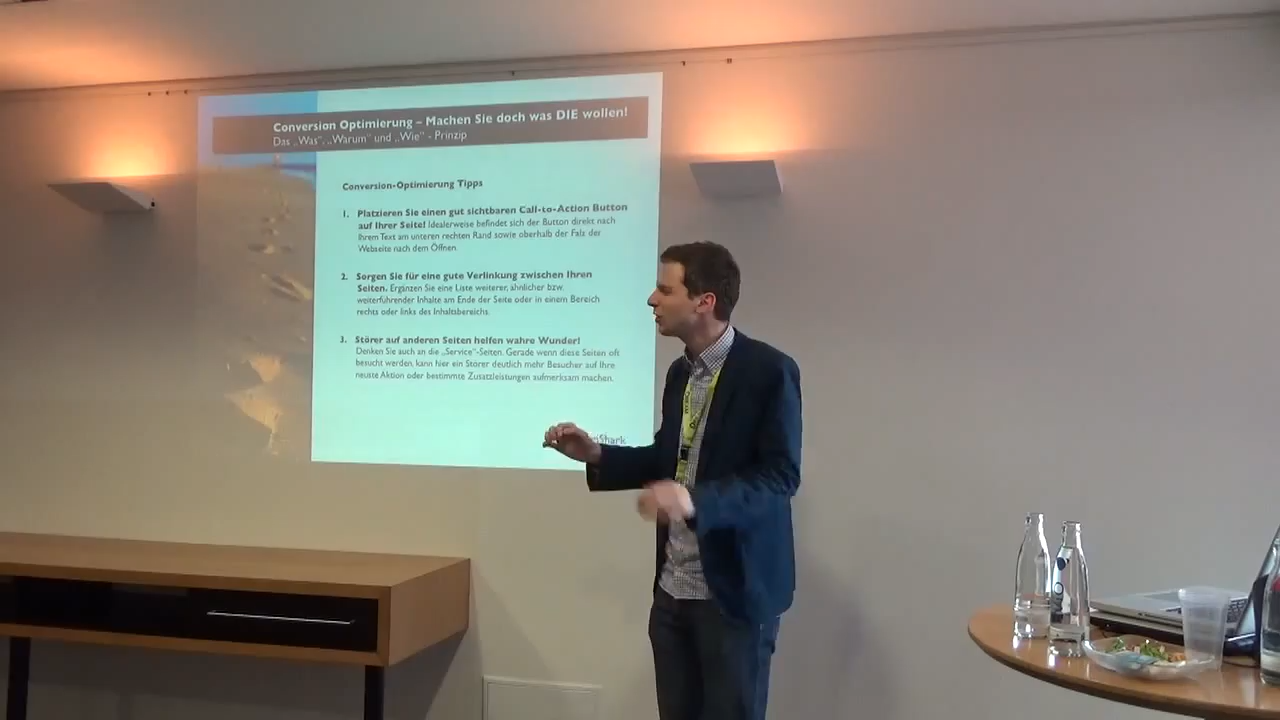 Conversion Optimierung – Machen Sie doch was DIE wollen!
Das „Was", „Warum" und „Wie" - Prinzip
Conversion-Optimierung Tipps
1. Platzieren Sie einen gut sichtbaren Call-to-Action Button
auf Ihrer Seite! Idealerweise befindet sich der Button direkt nach
Ihrem Text am unteren rechten Rand sowie oberhalb der Falz der
Webseite nach dem Öffnen.
2. Sorgen Sie für eine gute Verlinkung zwischen Ihren
Seiten. Ergänzen Sie eine Liste weiterer, ähnlicher bzw.
weiterführender Inhalte am Ende der Seite oder in einem Bereich
rechts oder links des Inhaltsbereichs.
3. Störer auf anderen Seiten helfen wahre Wunder!
Denken Sie auch an die „Service"-Seiten. Gerade wenn diese Seiten oft
besucht werden, kann hier ein Störer deutlich mehr Besucher auf Ihre
neuste Aktion oder bestimmte Zusatzleistungen aufmerksam machen.
Shark